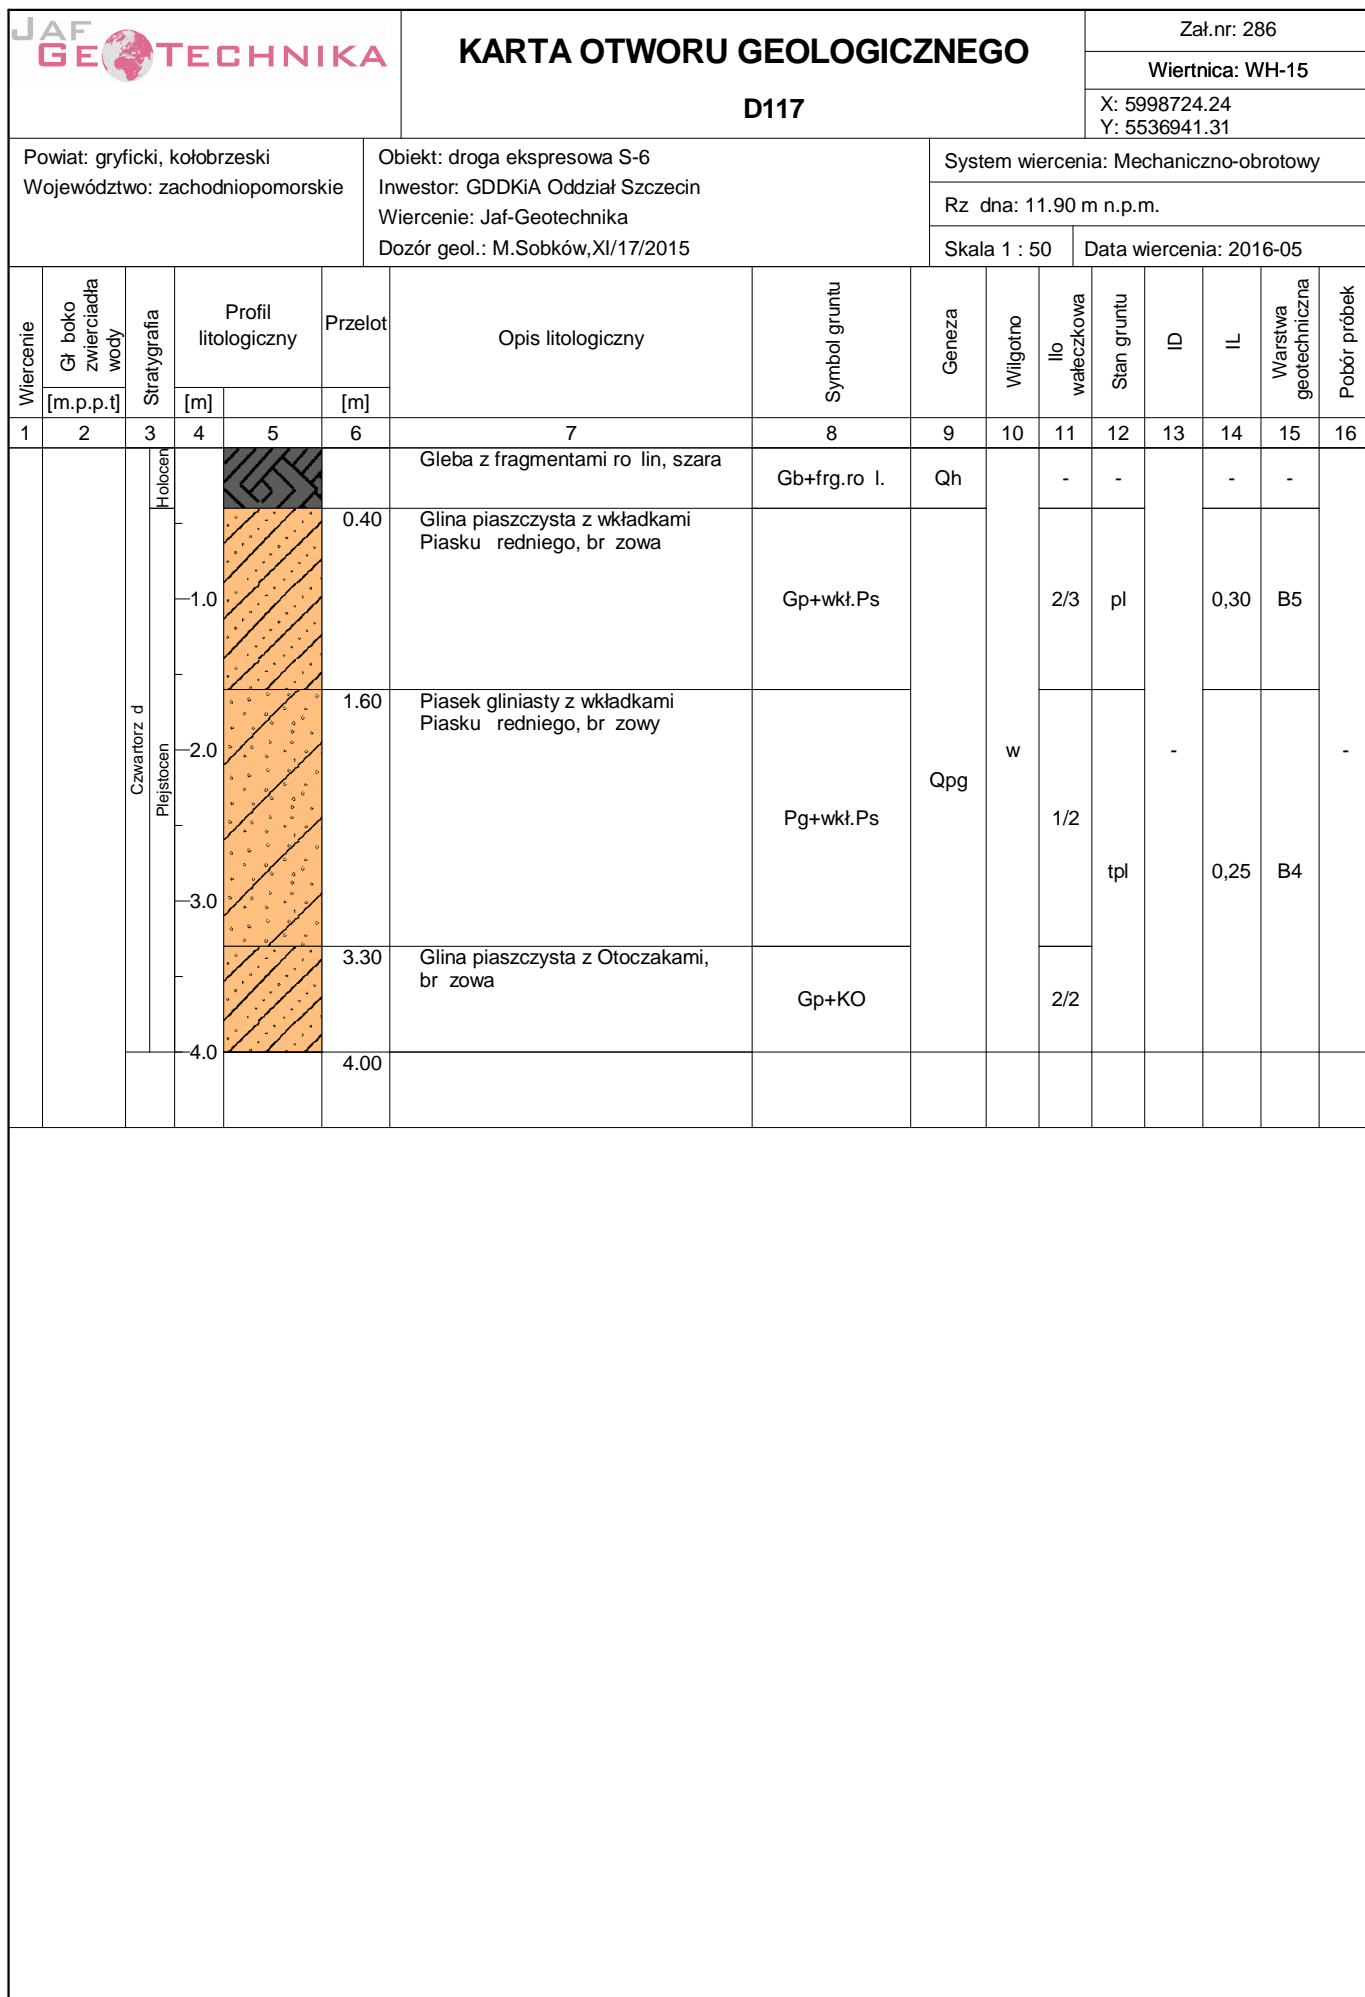 JAF
GEOTECHNIKA
KARTA OTWORU GEOLOGICZNEGO
D117
Zał.nr: 286
Wiertnica: WH-15
X: 5998724.24
Y: 5536941.31
Powiat: gryficki, kołobrzeski
Województwo: zachodniopomorskie
Obiekt: droga ekspresowa S-6
Inwestor: GDDKiA Oddział Szczecin
Wiercenie: Jaf-Geotechnika
Dozór geol.: M.Sobków,XI/17/2015
System wiercenia: Mechaniczno-obrotowy
Rz dna: 11.90 m n.p.m.
Skala 1 : 50
Data wiercenia: 2016-05
Wiercenie
Gł boko
zwierciadła
wody
[m.p.p.t]
Stratygrafia
Profil
litologiczny
[m]
Przelot
[m]
Opis litologiczny
Symbol gruntu
Geneza
Wilgotno
Ilo
wałeczkowa
Stan gruntu
ID
IL
Warstwa
geotechniczna
Pobór próbek
1 2 3 4 5 6 7 8 9 10 11 12 13 14 15 16
Holocen
Gleba z fragmentami ro lin, szara
Gb+frg.ro l.
Qh
- - - -
0.40
Glina piaszczysta z wkładkami
Piasku redniego, br zowa
1.0
Gp+wkł.Ps
2/3 pl 0,30 B5
1.60
Piasek gliniasty z wkładkami
Piasku redniego, br zowy
Czwartorz d
Plejstocen
2.0
w - -
Qpg
Pg+wkł.Ps
1/2
tpl 0,25 B4
3.0
3.30
Glina piaszczysta z Otoczakami,
br zowa
Gp+KO
2/2
4.0
4.00